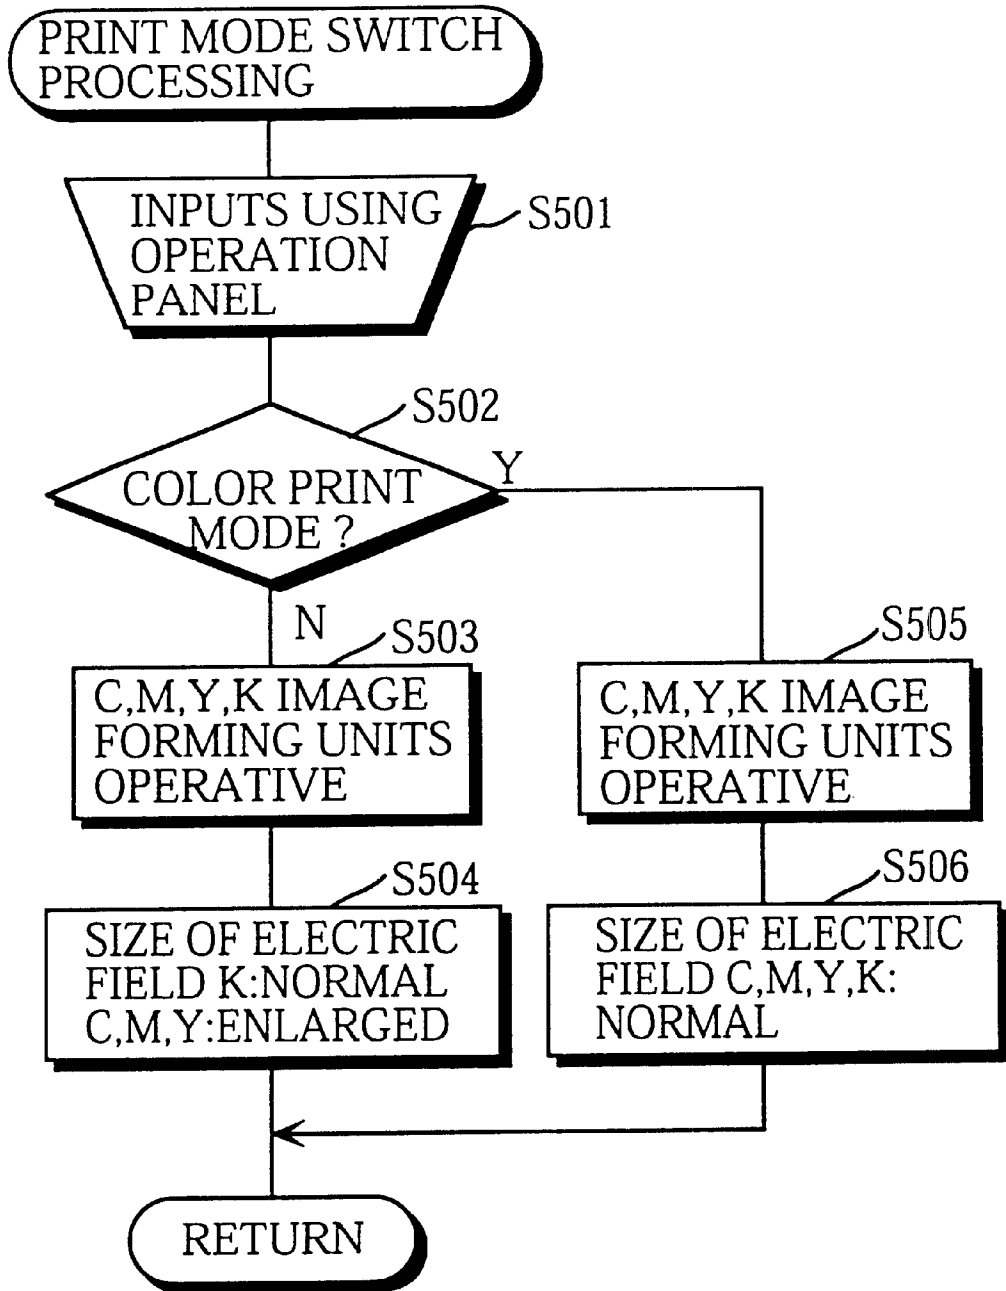 PRINT MODE SWITCH
PROCESSING
INPUTS USING
OPERATION
PANEL
S501
S502
COLOR PRINT
MODE ?
Y
N
S503
C,M,Y,K IMAGE
FORMING UNITS
OPERATIVE
S504
SIZE OF ELECTRIC
FIELD K:NORMAL
C,M,Y:ENLARGED
S505
C,M,Y,K IMAGE
FORMING UNITS
OPERATIVE
S506
SIZE OF ELECTRIC
FIELD C,M,Y,K:
NORMAL
RETURN